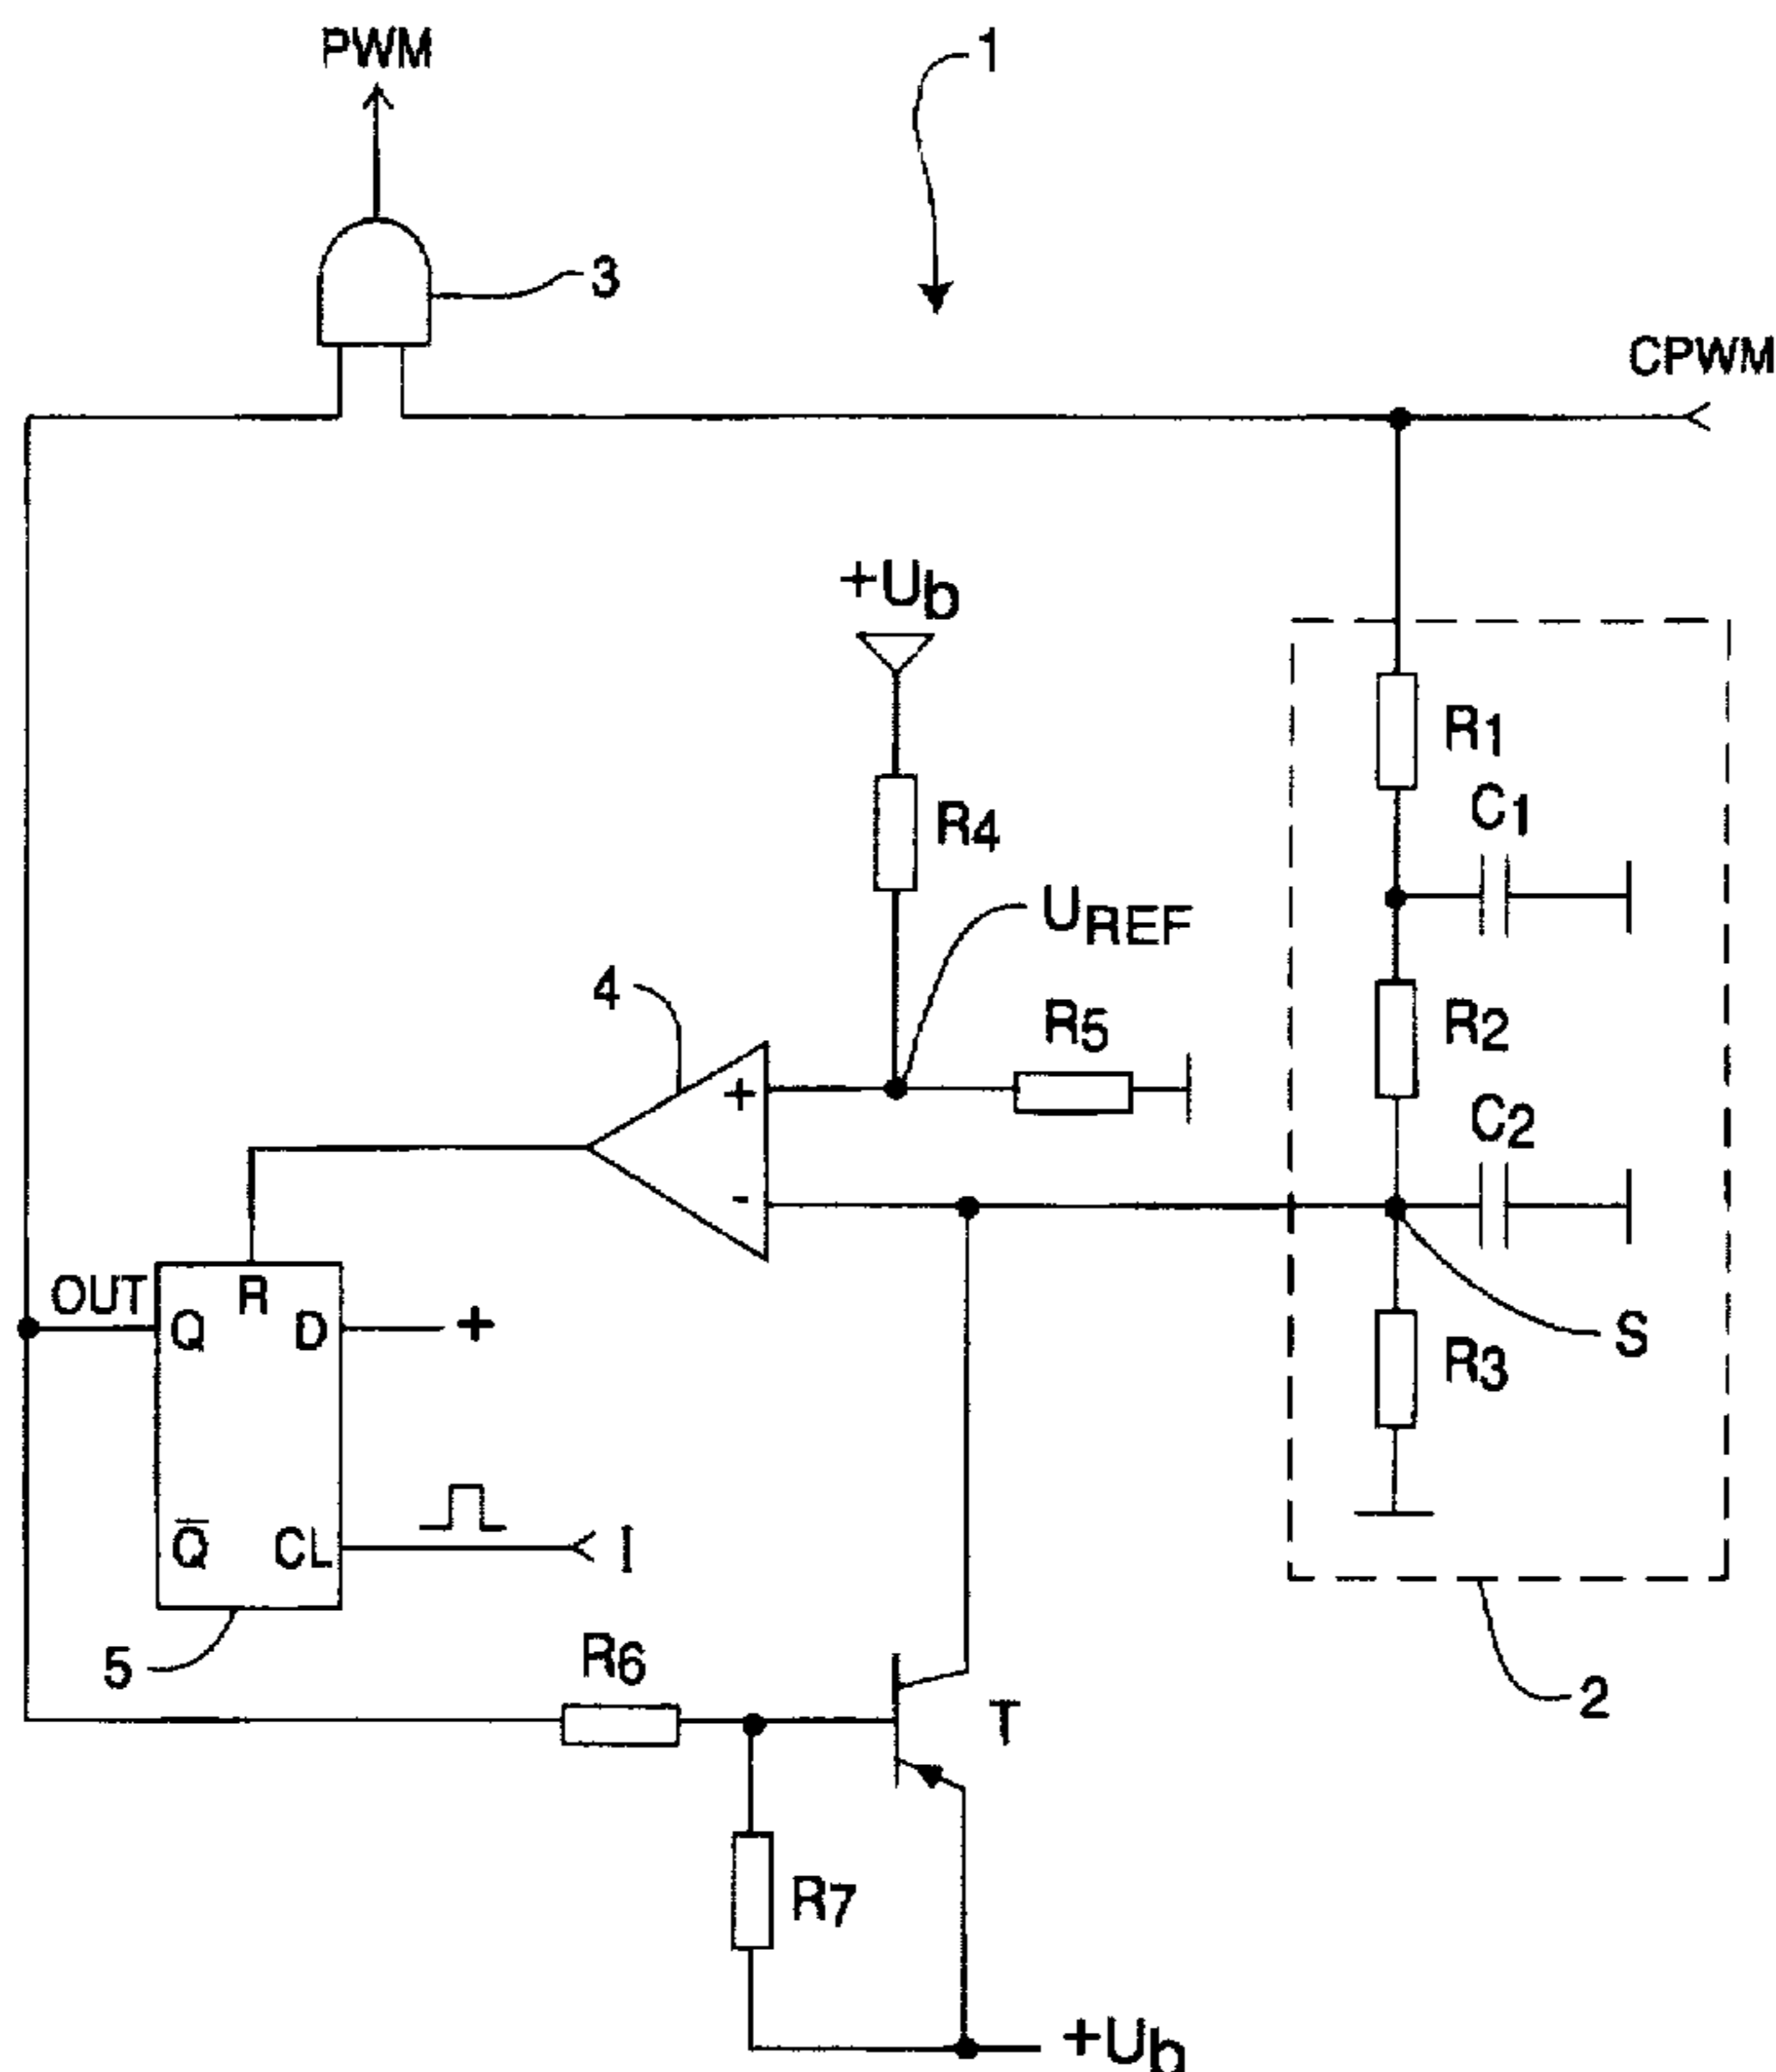 PWM
1
3
CPWM
+Ub
R1
C1
R4
UREF
4
R2
R5
C2
+
-
OUT
R
Q
D
+
S
R3
Q̅
CL
I
5
R6
T
2
R7
+Ub